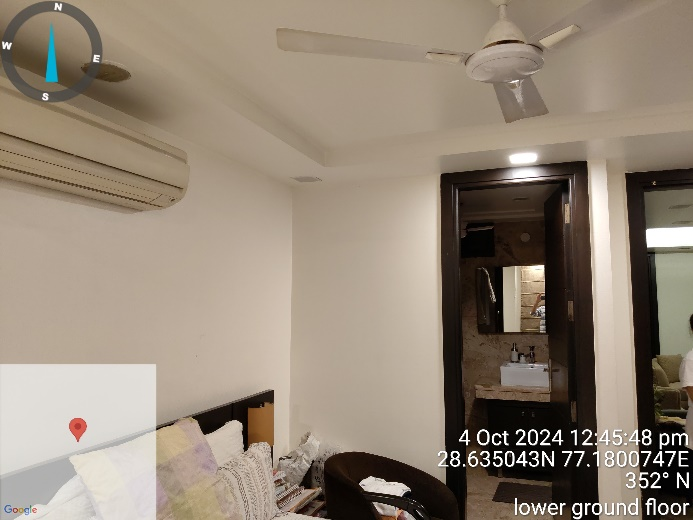 N
W
E
S
4 Oct 2024 12:45:48 pm
28.635043N 77.1800747E
352° N
lower ground floor
Google